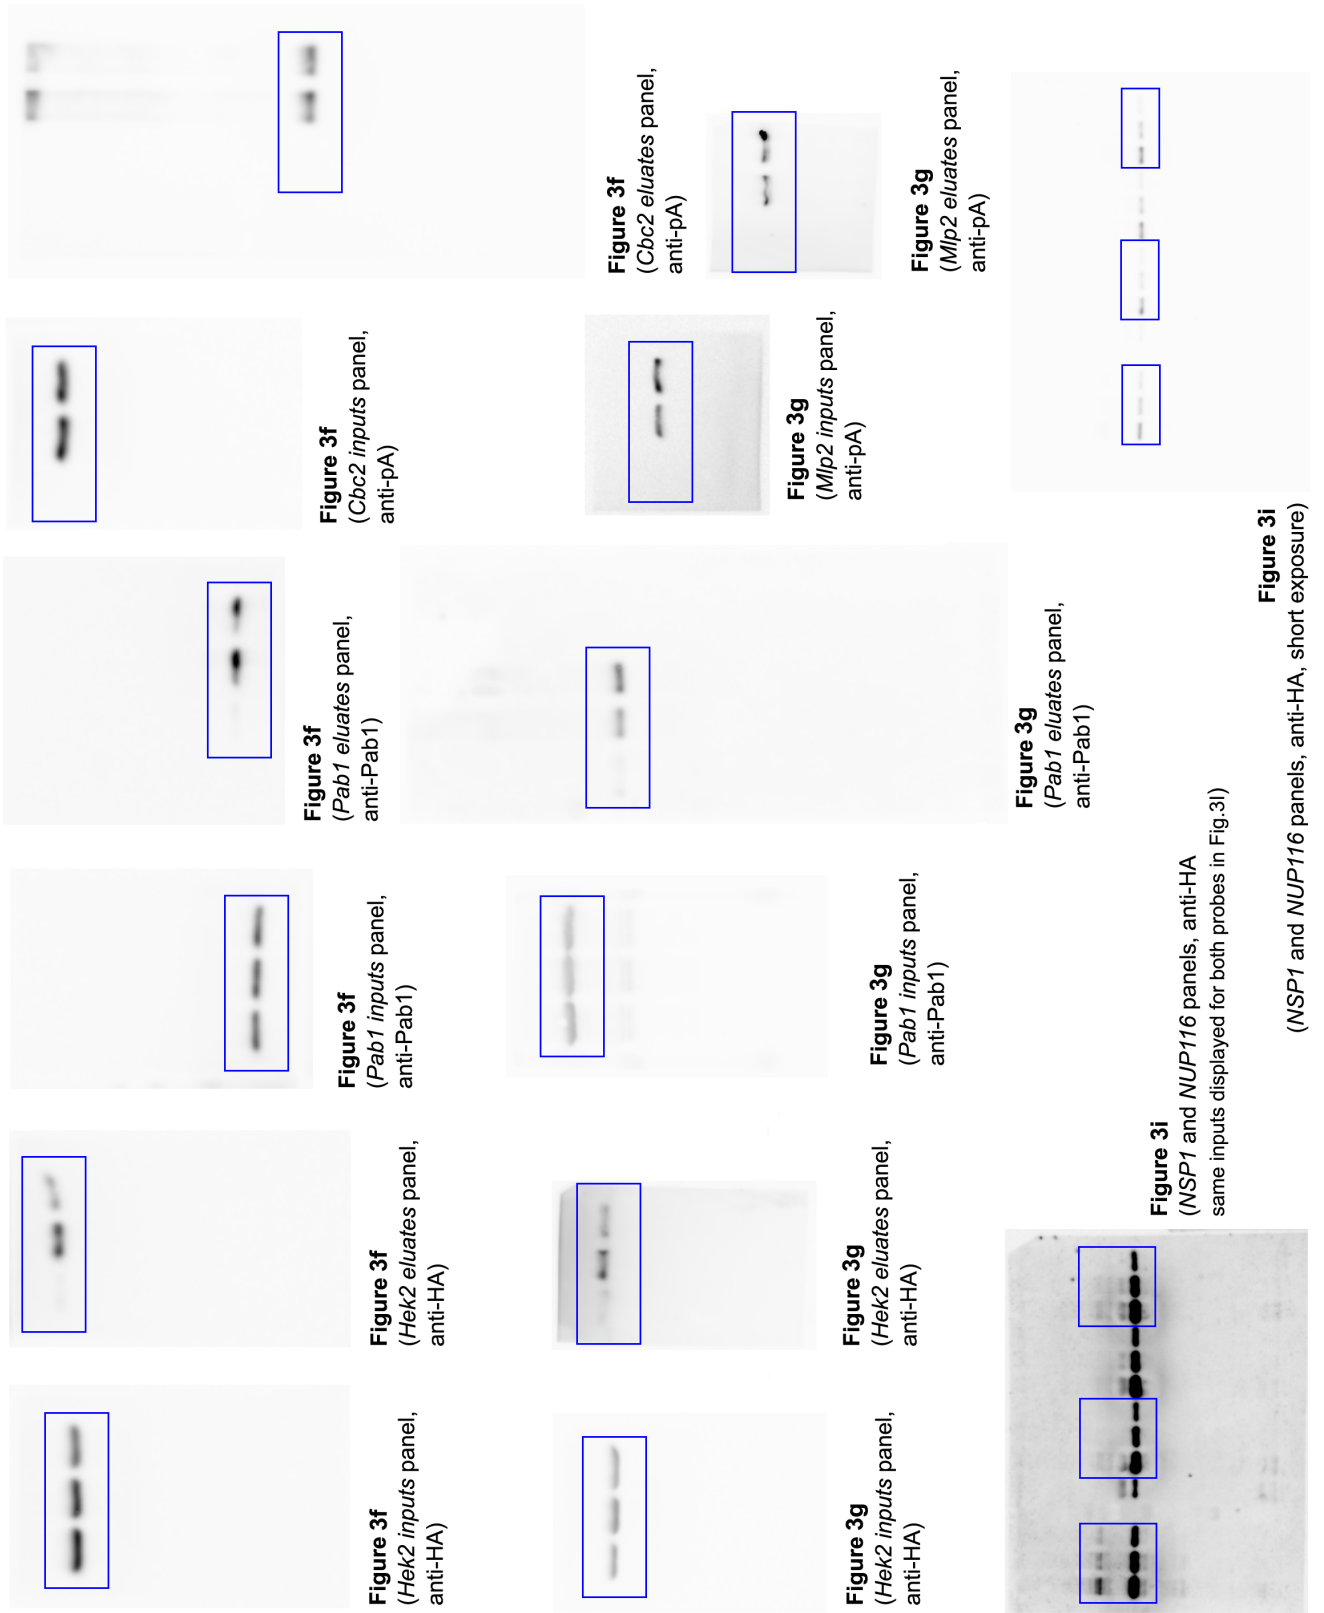 Figure 3f
(Hek2 inputs panel,
anti-HA)
Figure 3f
(Hek2 eluates panel,
anti-HA)
Figure 3f
(Pab1 inputs panel,
anti-Pab1)
Figure 3f
(Pab1 eluates panel,
anti-Pab1)
Figure 3f
(Cbc2 inputs panel,
anti-pA)
Figure 3f
(Cbc2 eluates panel,
anti-pA)
Figure 3g
(Hek2 inputs panel,
anti-HA)
Figure 3g
(Hek2 eluates panel,
anti-HA)
Figure 3g
(Pab1 inputs panel,
anti-Pab1)
Figure 3g
(Pab1 eluates panel,
anti-Pab1)
Figure 3g
(Mlp2 inputs panel,
anti-pA)
Figure 3g
(Mlp2 eluates panel,
anti-pA)
Figure 3i
(NSP1 and NUP116 panels, anti-HA
same inputs displayed for both probes in Fig.3I)
Figure 3i
(NSP1 and NUP116 panels, anti-HA, short exposure)